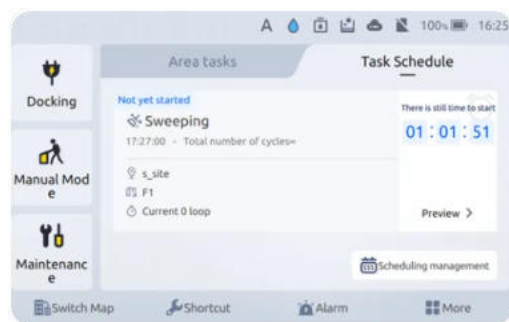 A 100% 16:25
Docking
Manual Mod
e
Maintenanc
e
Area tasks
Task Schedule
Not yet started
Sweeping
17:27:00 - Total number of cycles∞
s_site
F1
Current 0 loop
There is still time to start
01 : 01 : 51
Preview >
Scheduling management
Switch Map
Shortcut
Alarm
More